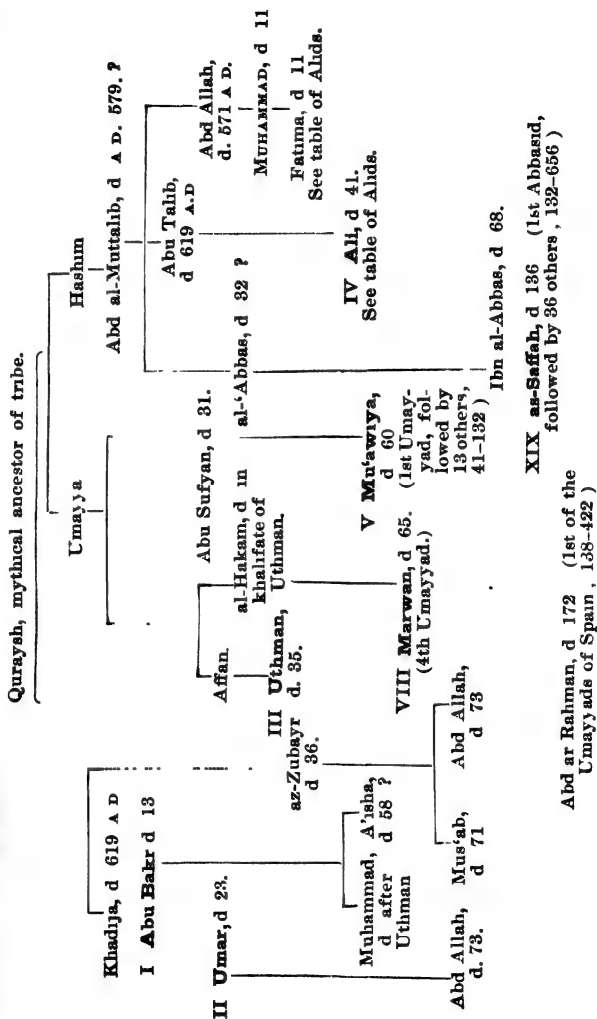 Quraysh, mythical ancestor of tribe.
Khadija, d 619 A D
I Abu Bakr d 13
II Umar, d 23.
Muhammad,
d after
Uthman
A'isha,
d 58 ?
Abd Allah,
d. 73.
az-Zubayr
d 36.
Mus‘ab,
d 71
Abd Allah,
d 73
Umayya
Affan
III Uthman,
d. 35.
al-Hakam, d in
khalifate of
Uthman.
VIII Marwan, d 65.
(4th Umayyad.)
Abd ar Rahman, d 172 (1st of the
Umayyads of Spain, 138-422 )
Abu Sufyan, d 31.
V Mu‘awiya,
d 60
(1st Umay-
yad, fol-
lowed by
13 others,
41-132 )
Hashim
Abd al-Muttalib, d A D. 579. ?
al-‘Abbas, d 32 ?
Ibn al-Abbas, d 68.
XIX as-Saffah, d 136 (1st Abbasid,
followed by 36 others, 132-656 )
Abu Talib,
d 619 A.D
IV Ali, d 41.
See table of Alids.
Abd Allah,
d. 571 A D.
MUHAMMAD, d 11
Fatima, d 11
See table of Alids.